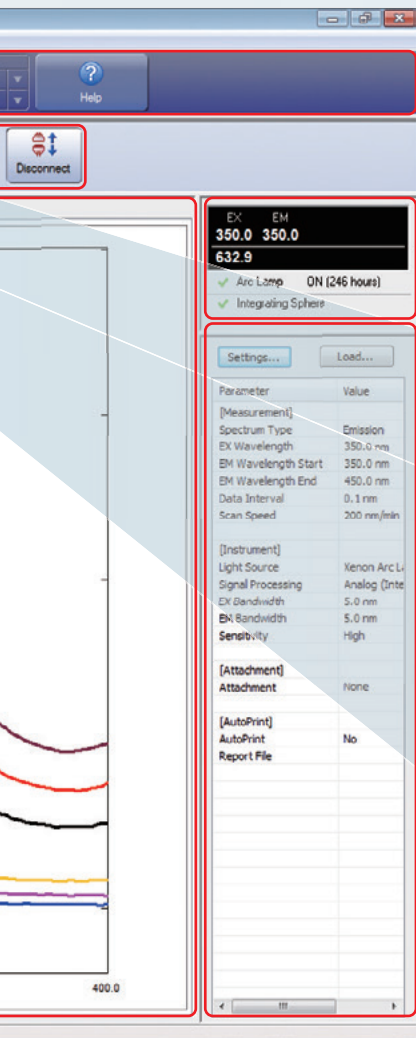 Help
Disconnect
EX EM
350.0 350.0
632.9
Arc Lamp ON (246 hours)
Integrating Sphere
Settings... Load...
Parameter Value
[Measurement]
Spectrum Type Emission
EX Wavelength 350.0 nm
EM Wavelength Start 350.0 nm
EM Wavelength End 450.0 nm
Data Interval 0.1 nm
Scan Speed 200 nm/min
[Instrument]
Light Source Xenon Arc La
Signal Processing Analog (Inte
EX Bandwidth 5.0 nm
EM Bandwidth 5.0 nm
Sensitivity High
[Attachment]
Attachment None
[AutoPrint]
AutoPrint No
Report File
400.0